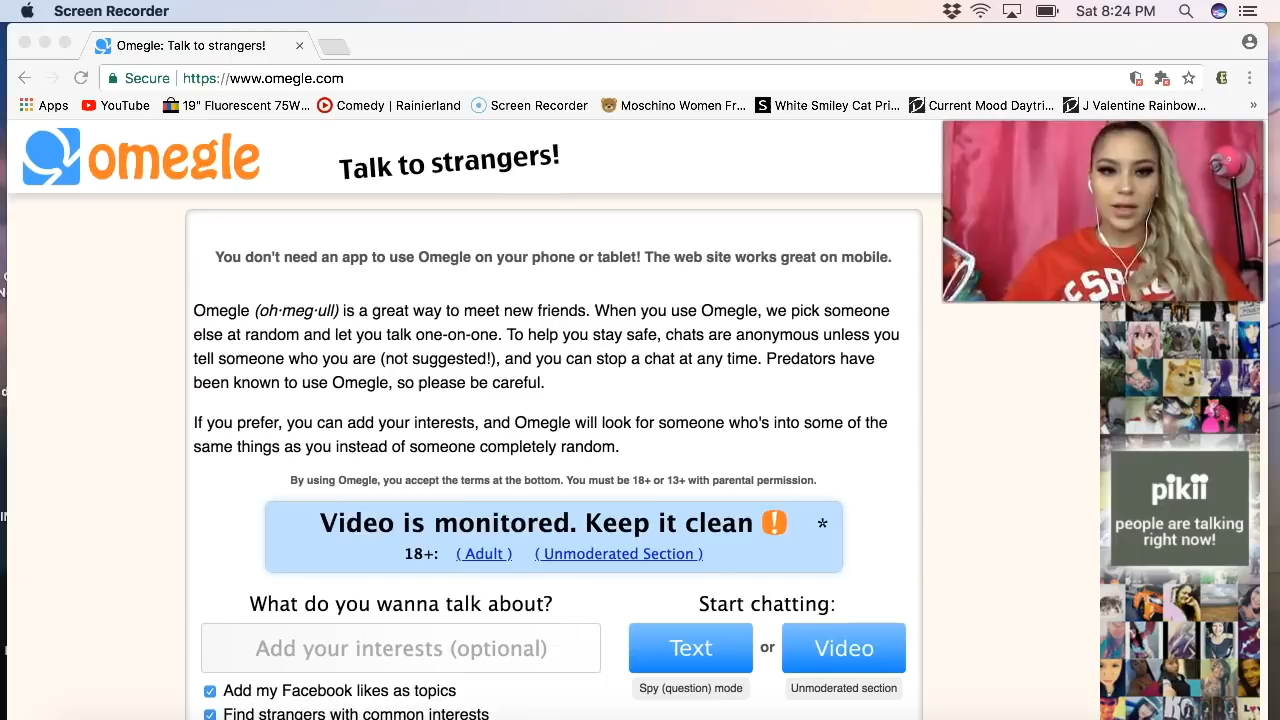 Screen Recorder
Sat 8:24 PM
Omegle: Talk to strangers!
Secure
https://www.omegle.com
Apps
YouTube
19" Fluorescent 75W...
Comedy | Rainierland
Screen Recorder
Moschino Women Fr...
White Smiley Cat Pri...
Current Mood Daytri...
J Valentine Rainbow...
»
omegle
Talk to strangers!
You don't need an app to use Omegle on your phone or tablet! The web site works great on mobile.
Omegle (oh·meg·ull) is a great way to meet new friends. When you use Omegle, we pick someone
else at random and let you talk one-on-one. To help you stay safe, chats are anonymous unless you
tell someone who you are (not suggested!), and you can stop a chat at any time. Predators have
been known to use Omegle, so please be careful.
If you prefer, you can add your interests, and Omegle will look for someone who's into some of the
same things as you instead of someone completely random.
By using Omegle, you accept the terms at the bottom. You must be 18+ or 13+ with parental permission.
Video is monitored. Keep it clean ! *
18+: ( Adult ) ( Unmoderated Section )
What do you wanna talk about?
Start chatting:
Add your interests (optional)
Text or Video
Spy (question) mode
Unmoderated section
Add my Facebook likes as topics
Find strangers with common interests
pikii
people are talking
right now!